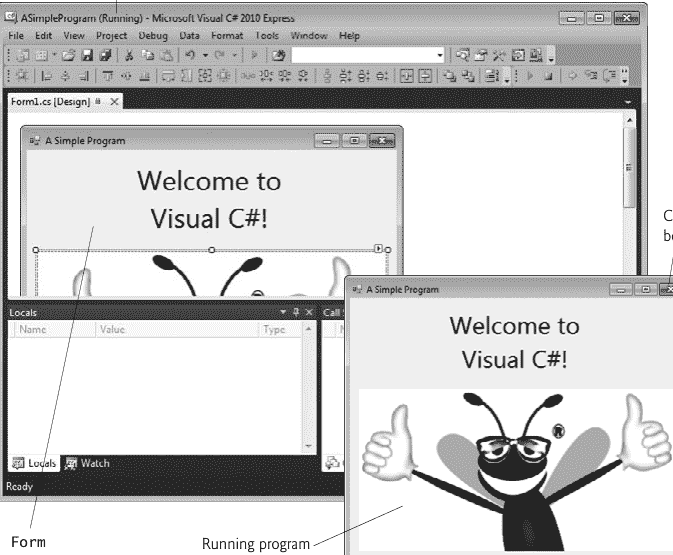 ASimpleProgram (Running) - Microsoft Visual C# 2010 Express
File Edit View Project Debug Data Format Tools Window Help
Form1.cs [Design]
A Simple Program
Welcome to
Visual C#!
Locals
Name Value Type
Locals Watch
Ready
Call
A Simple Program
Welcome to
Visual C#!
®
Form
Running program